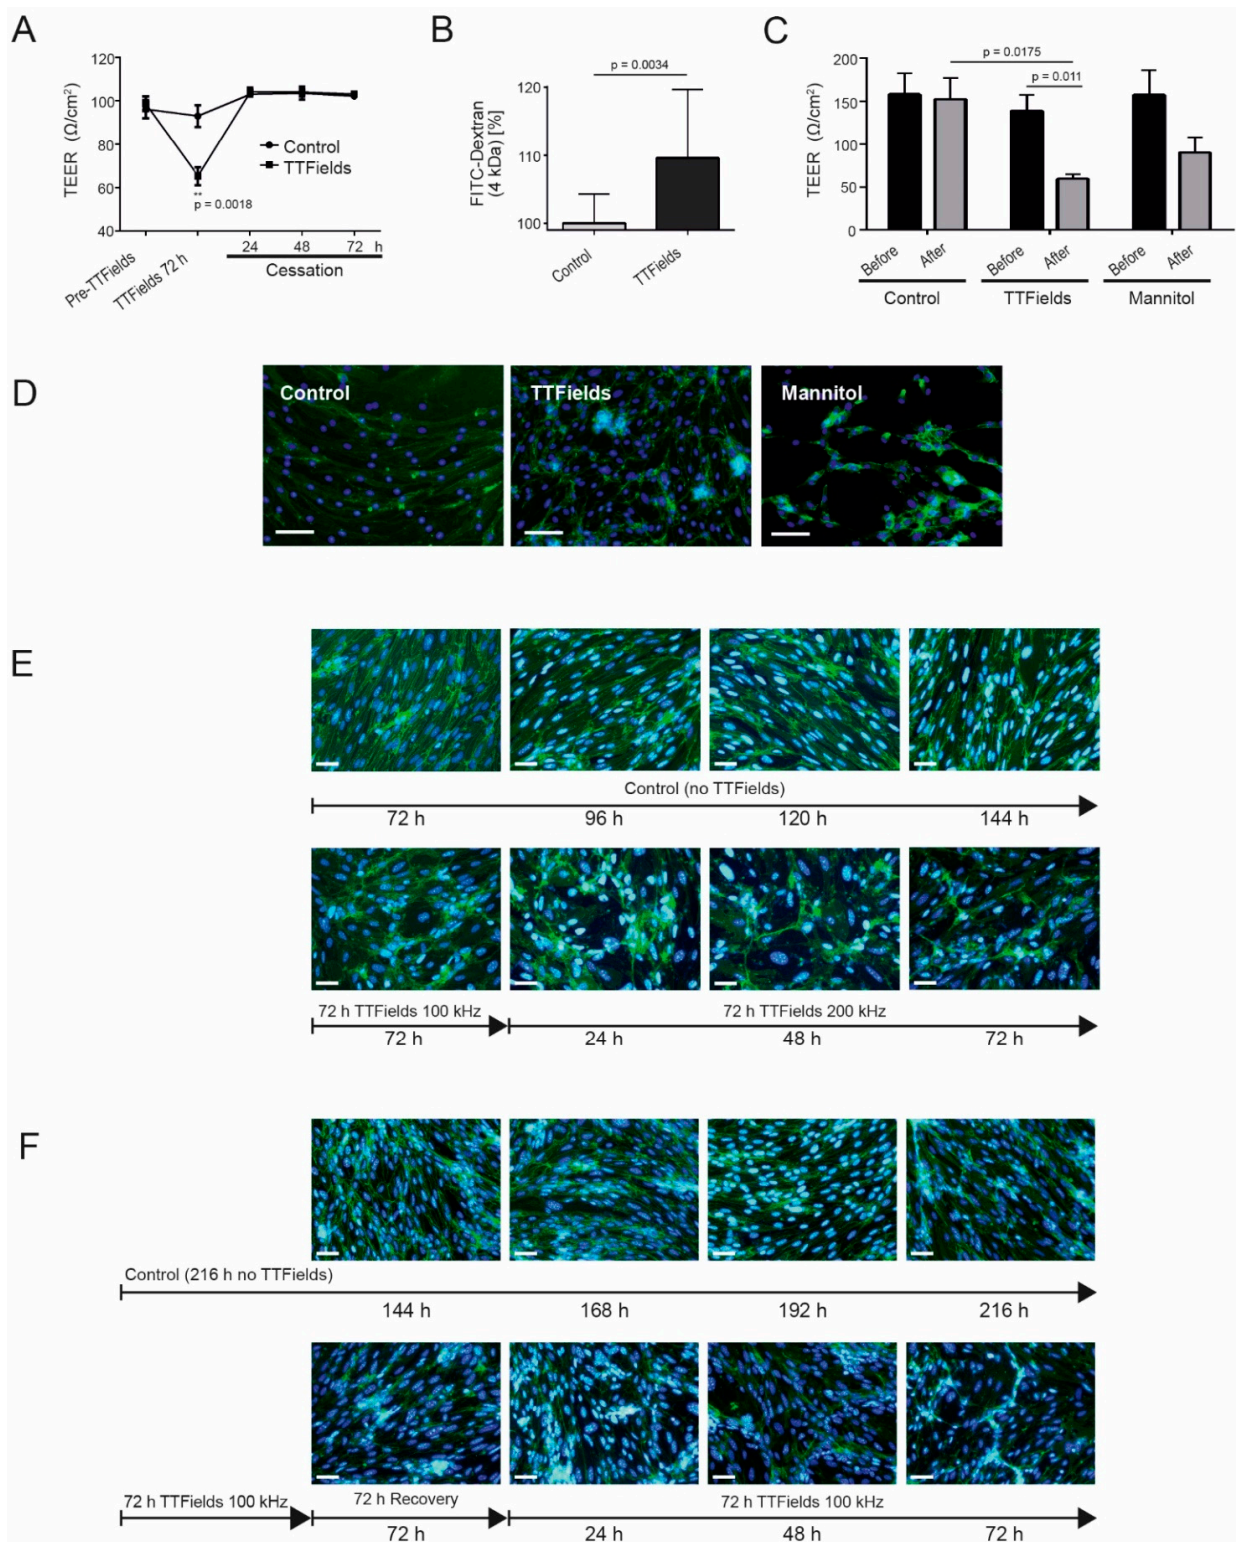 A
TEER (Ω/cm²)
120
100
80
60
40
Control
TTFields
**
p = 0.0018
Pre-TTFields
TTFields 72 h
24
48
72
h
Cessation
B
FITC-Dextran
(4 kDa) [%]
120
110
100
p = 0.0034
Control
TTFields
C
TEER (Ω/cm²)
200
150
100
50
0
p = 0.0175
p = 0.011
Before
After
Before
After
Before
After
Control
TTFields
Mannitol
D
Control
TTFields
Mannitol
E
Control (no TTFields)
72 h
96 h
120 h
144 h
72 h TTFields 100 kHz
72 h TTFields 200 kHz
72 h
24 h
48 h
72 h
F
Control (216 h no TTFields)
144 h
168 h
192 h
216 h
72 h TTFields 100 kHz
72 h Recovery
72 h TTFields 100 kHz
72 h
24 h
48 h
72 h